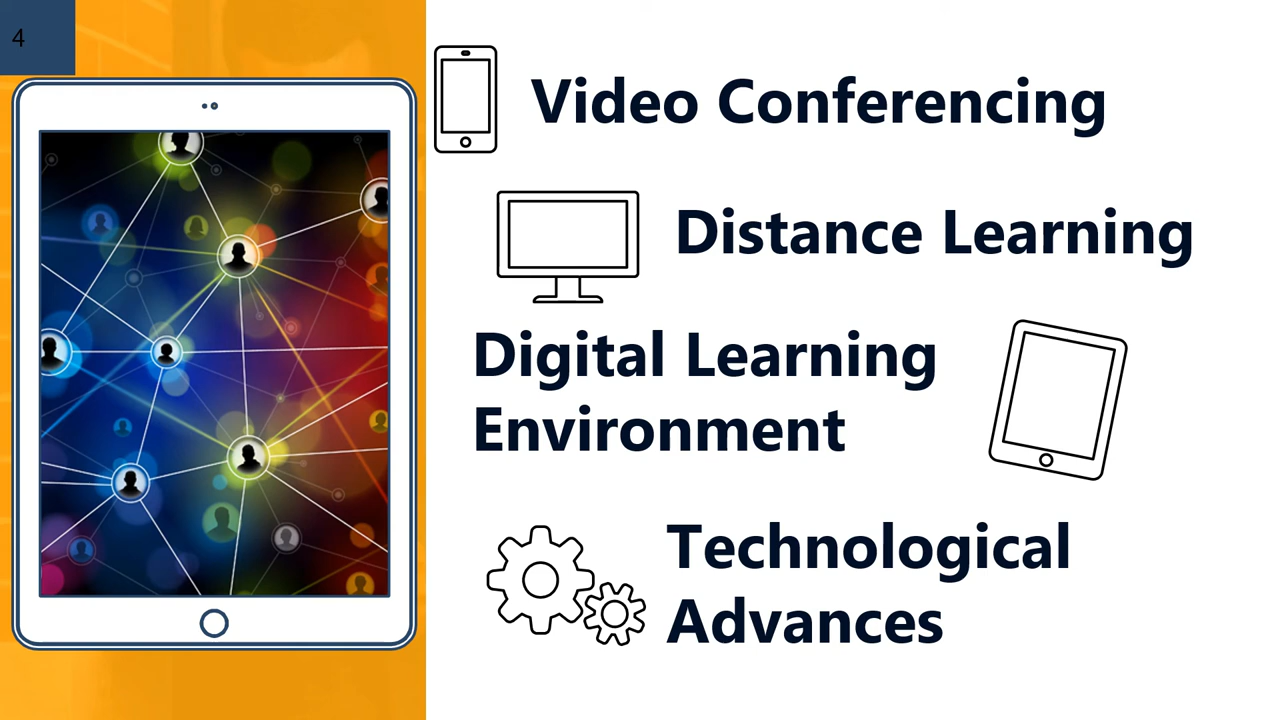 4
Video Conferencing
Distance Learning
Digital Learning
Environment
Technological
Advances